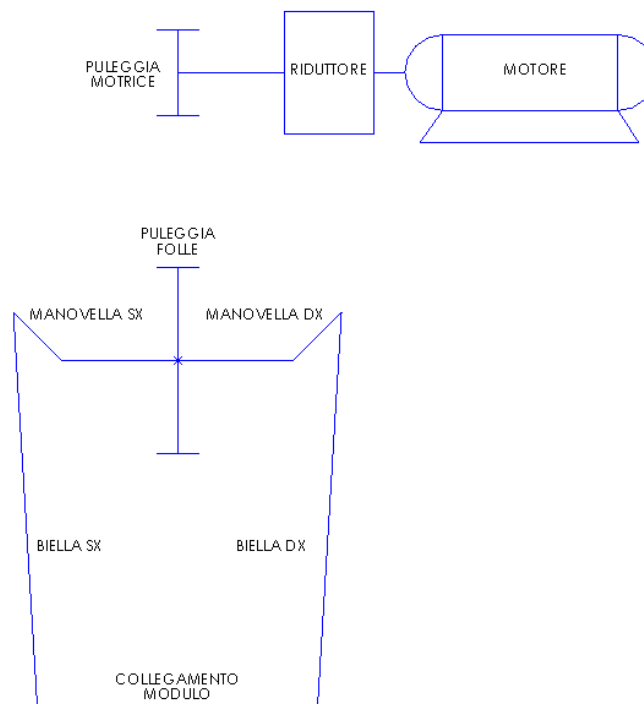 PULEGGIA
MOTRICE
RIDUTTORE
MOTORE
PULEGGIA
FOLLE
MANOVELLA SX
MANOVELLA DX
BIELLA SX
BIELLA DX
COLLEGAMENTO
MODULO